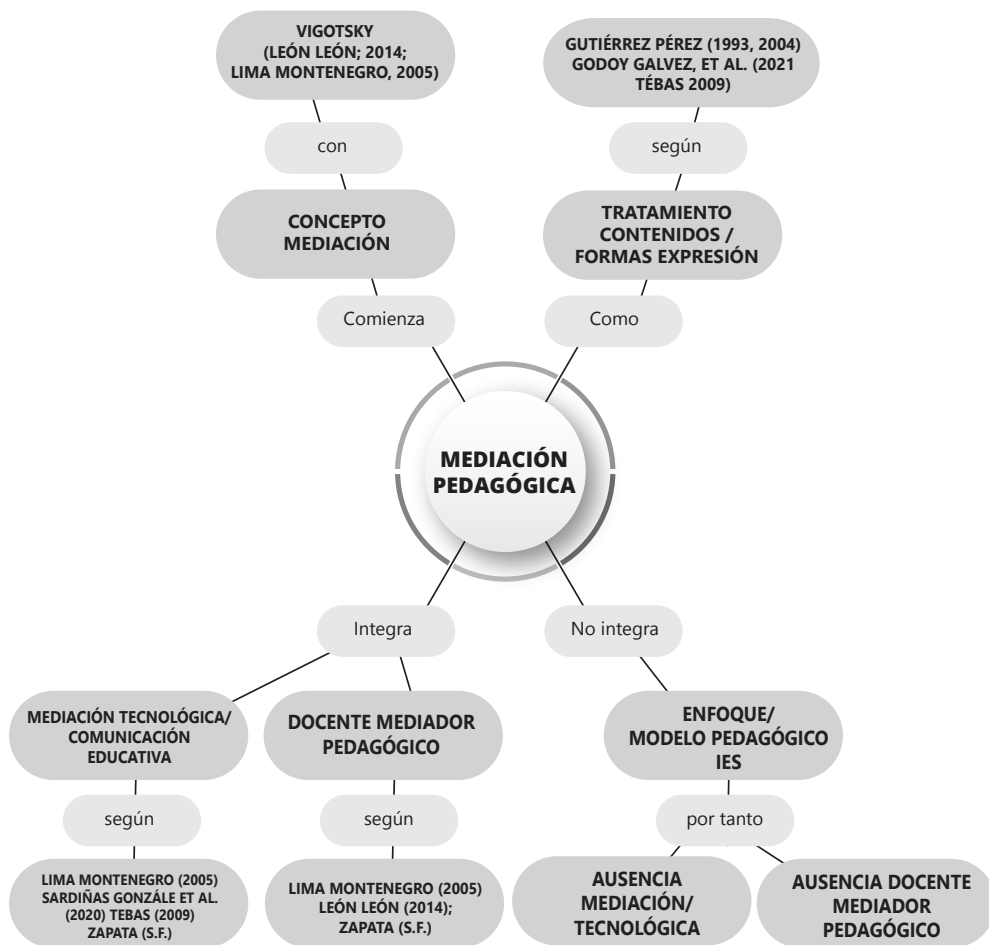 VIGOTSKY
(LEÓN LEÓN; 2014;
LIMA MONTENEGRO, 2005)
GUTIÉRREZ PÉREZ (1993, 2004)
GODOY GALVEZ, ET AL. (2021
TÉBAS 2009)
con
según
CONCEPTO
MEDIACIÓN
TRATAMIENTO
CONTENIDOS /
FORMAS EXPRESIÓN
Comienza
Como
MEDIACIÓN
PEDAGÓGICA
Integra
No integra
MEDIACIÓN TECNOLÓGICA/
COMUNICACIÓN
EDUCATIVA
DOCENTE MEDIADOR
PEDAGÓGICO
ENFOQUE/
MODELO PEDAGÓGICO
IES
según
según
por tanto
LIMA MONTENEGRO (2005)
SARDIÑAS GONZÁLE ET AL.
(2020) TEBAS (2009)
ZAPATA (S.F.)
LIMA MONTENEGRO (2005)
LEÓN LEÓN (2014);
ZAPATA (S.F.)
AUSENCIA
MEDIACIÓN/
TECNOLÓGICA
AUSENCIA DOCENTE
MEDIADOR
PEDAGÓGICO